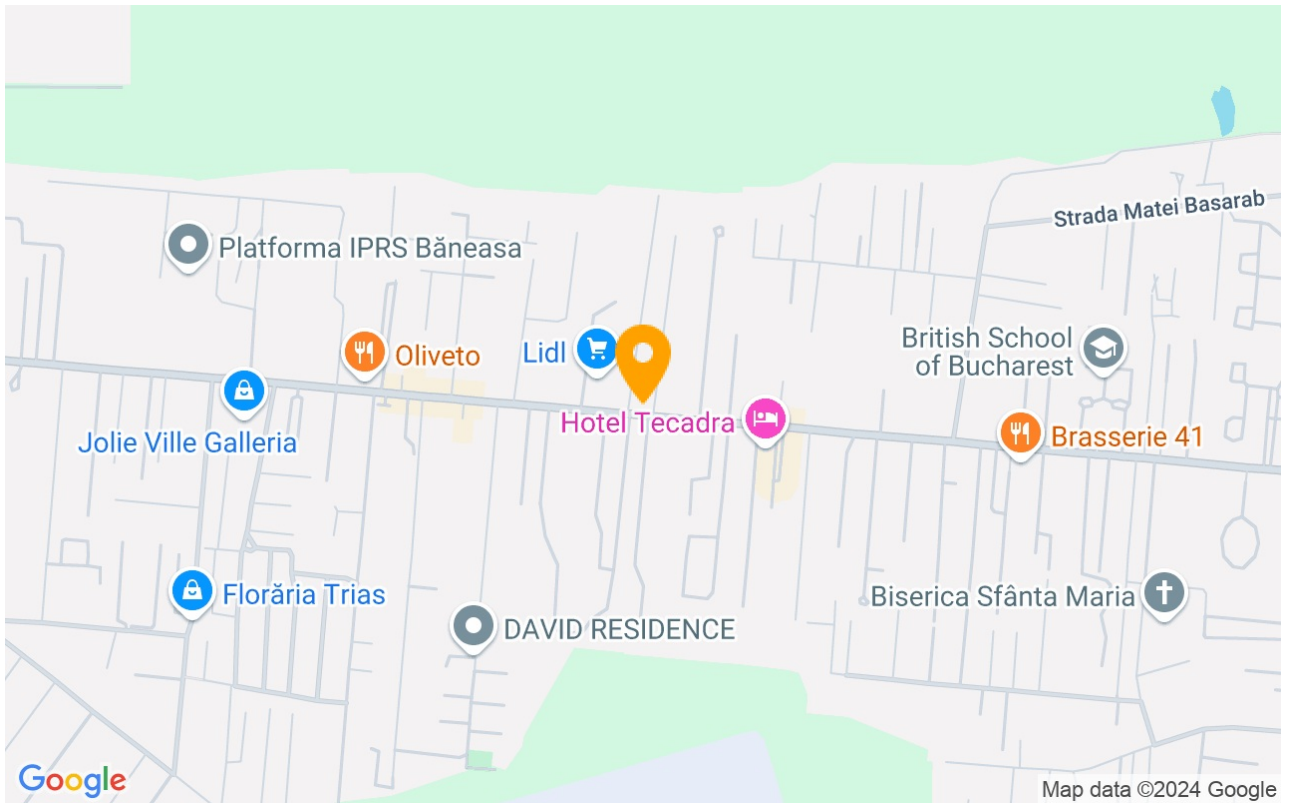 Strada Matei Basarab
Platforma IPRS Băneasa
British School
of Bucharest
Lidl
Oliveto
Hotel Tecadra
Brasserie 41
Jolie Ville Galleria
Florăria Trias
Biserica Sfânta Maria
DAVID RESIDENCE
Google
Map data ©2024 Google